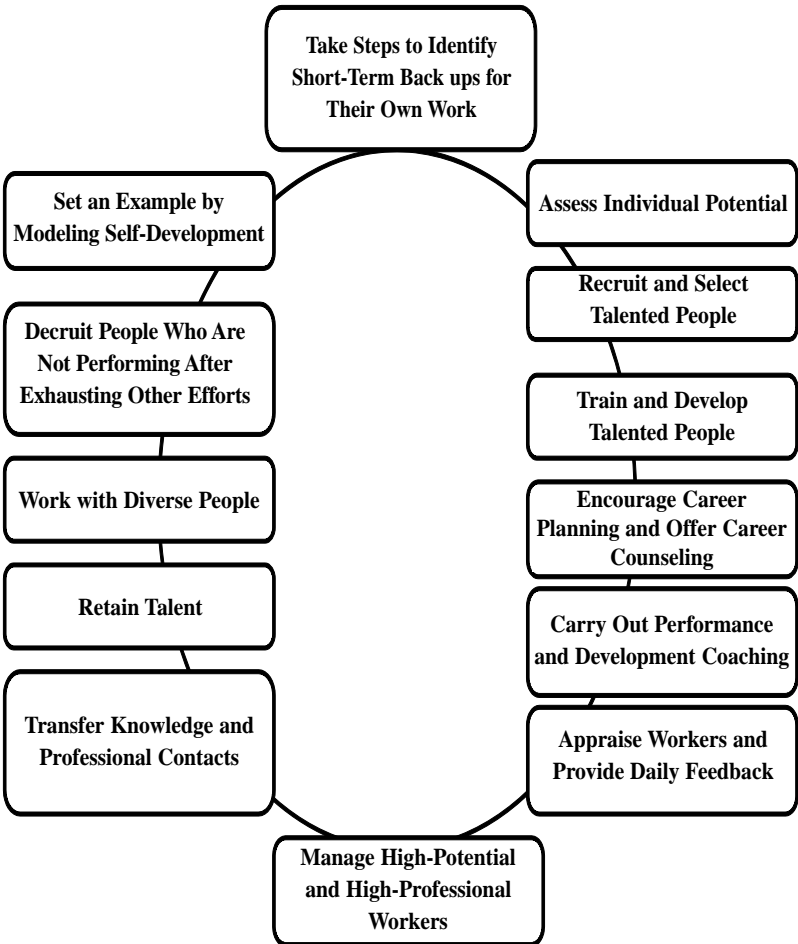 Take Steps to Identify
Short-Term Back ups for
Their Own Work
Assess Individual Potential
Recruit and Select
Talented People
Train and Develop
Talented People
Encourage Career
Planning and Offer Career
Counseling
Carry Out Performance
and Development Coaching
Appraise Workers and
Provide Daily Feedback
Manage High-Potential
and High-Professional
Workers
Transfer Knowledge and
Professional Contacts
Retain Talent
Work with Diverse People
Decruit People Who Are
Not Performing After
Exhausting Other Efforts
Set an Example by
Modeling Self-Development